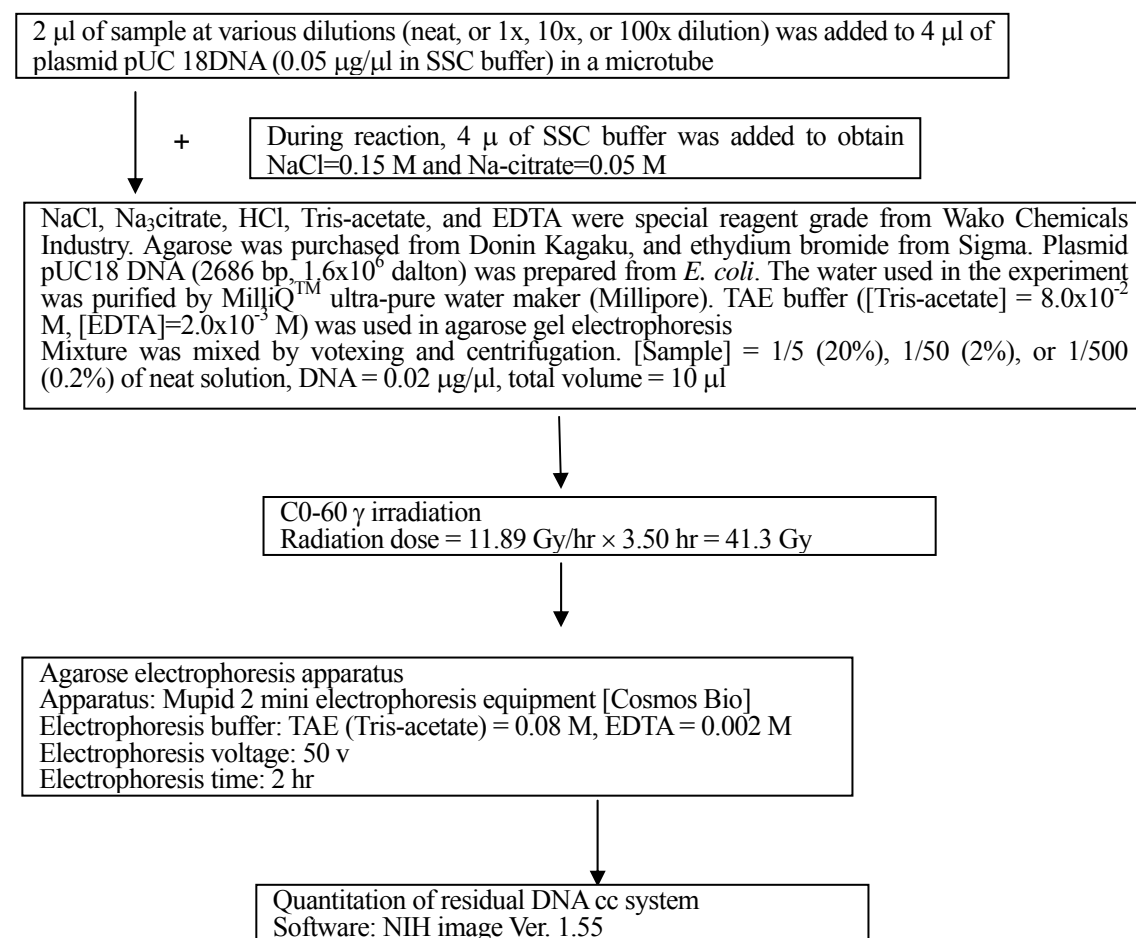 2 μl of sample at various dilutions (neat, or 1x, 10x, or 100x dilution) was added to 4 μl of
plasmid pUC 18DNA (0.05 μg/μl in SSC buffer) in a microtube
+
During reaction, 4 μ of SSC buffer was added to obtain
NaCl=0.15 M and Na-citrate=0.05 M
NaCl, Na₃citrate, HCl, Tris-acetate, and EDTA were special reagent grade from Wako Chemicals
Industry. Agarose was purchased from Donin Kagaku, and ethydium bromide from Sigma. Plasmid
pUC18 DNA (2686 bp, 1.6x10⁶ dalton) was prepared from E. coli. The water used in the experiment
was purified by MilliQ™ ultra-pure water maker (Millipore). TAE buffer ([Tris-acetate] = 8.0x10⁻²
M, [EDTA]=2.0x10⁻³ M) was used in agarose gel electrophoresis
Mixture was mixed by votexing and centrifugation. [Sample] = 1/5 (20%), 1/50 (2%), or 1/500
(0.2%) of neat solution, DNA = 0.02 μg/μl, total volume = 10 μl
C0-60 γ irradiation
Radiation dose = 11.89 Gy/hr × 3.50 hr = 41.3 Gy
Agarose electrophoresis apparatus
Apparatus: Mupid 2 mini electrophoresis equipment [Cosmos Bio]
Electrophoresis buffer: TAE (Tris-acetate) = 0.08 M, EDTA = 0.002 M
Electrophoresis voltage: 50 v
Electrophoresis time: 2 hr
Quantitation of residual DNA cc system
Software: NIH image Ver. 1.55